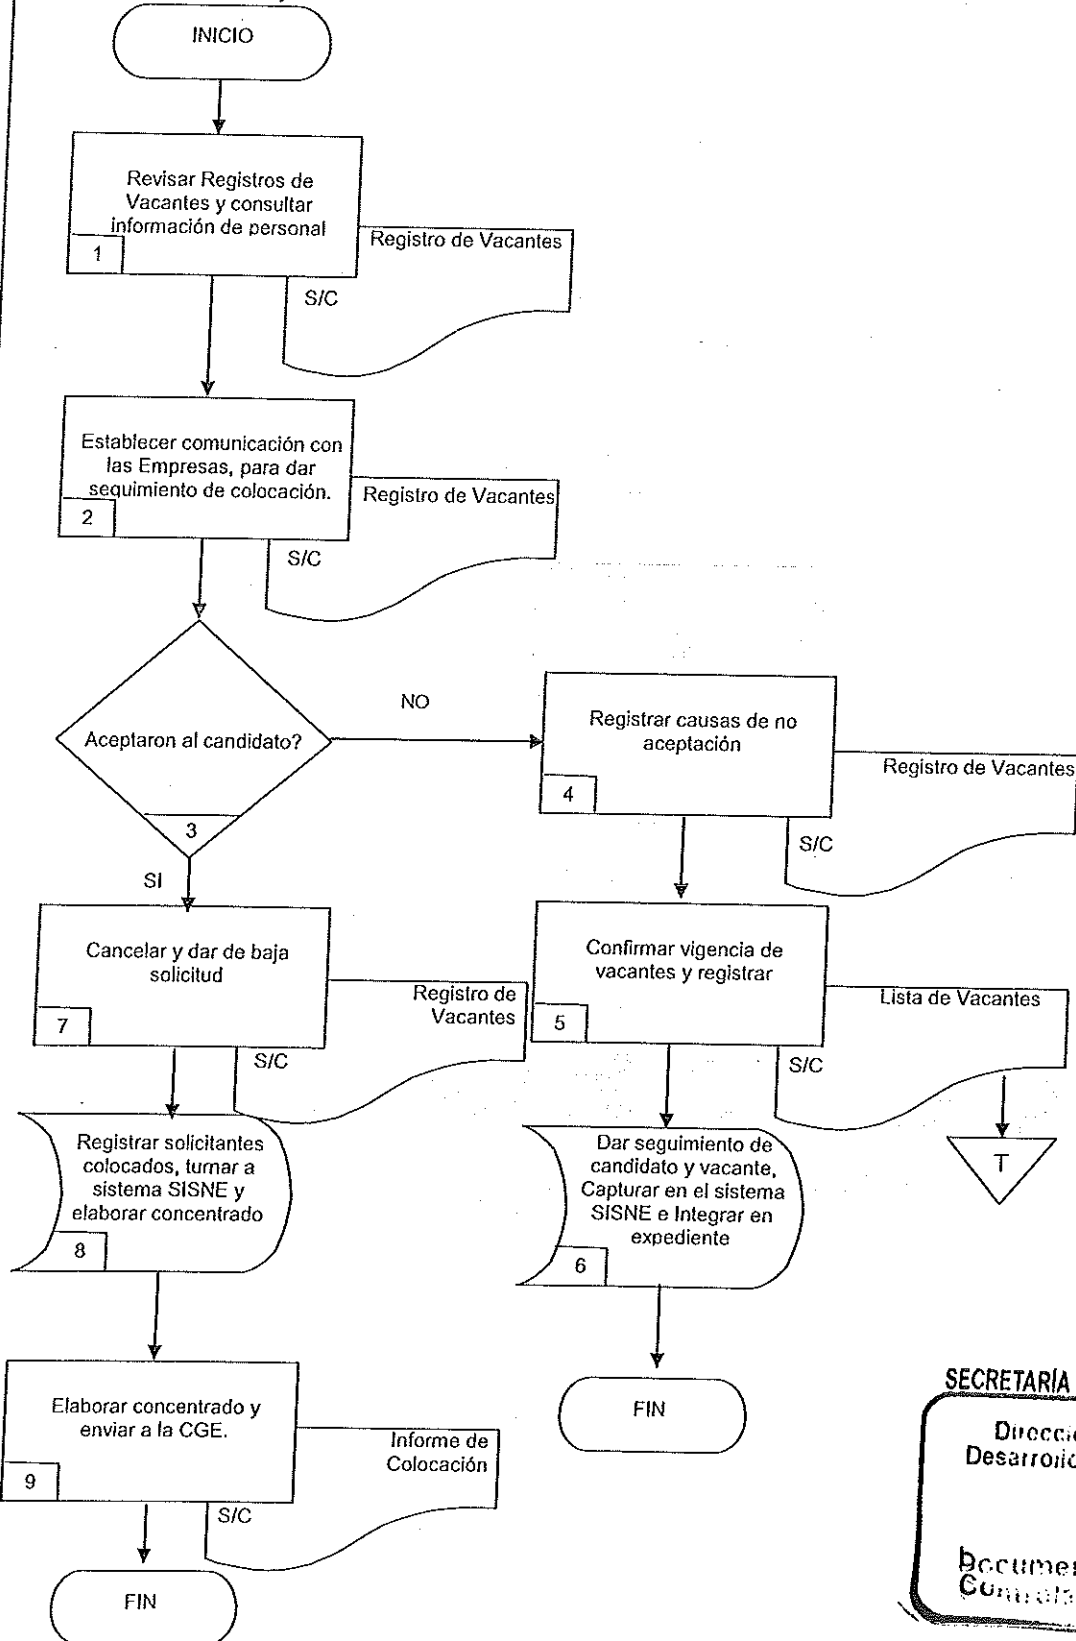 INICIO
Revisar Registros de
Vacantes y consultar
información de personal
1
Registro de Vacantes
S/C
Establecer comunicación con
las Empresas, para dar
seguimiento de colocación.
2
Registro de Vacantes
S/C
Aceptaron al candidato?
3
NO
SI
Registrar causas de no
aceptación
4
Registro de Vacantes
S/C
Confirmar vigencia de
vacantes y registrar
5
Lista de Vacantes
S/C
T
Dar seguimiento de
candidato y vacante,
Capturar en el sistema
SISNE e Integrar en
expediente
6
FIN
Cancelar y dar de baja
solicitud
7
Registro de
Vacantes
S/C
Registrar solicitantes
colocados, turnar a
sistema SISNE y
elaborar concentrado
8
Elaborar concentrado y
enviar a la CGE.
9
Informe de
Colocación
S/C
FIN
SECRETARÍA